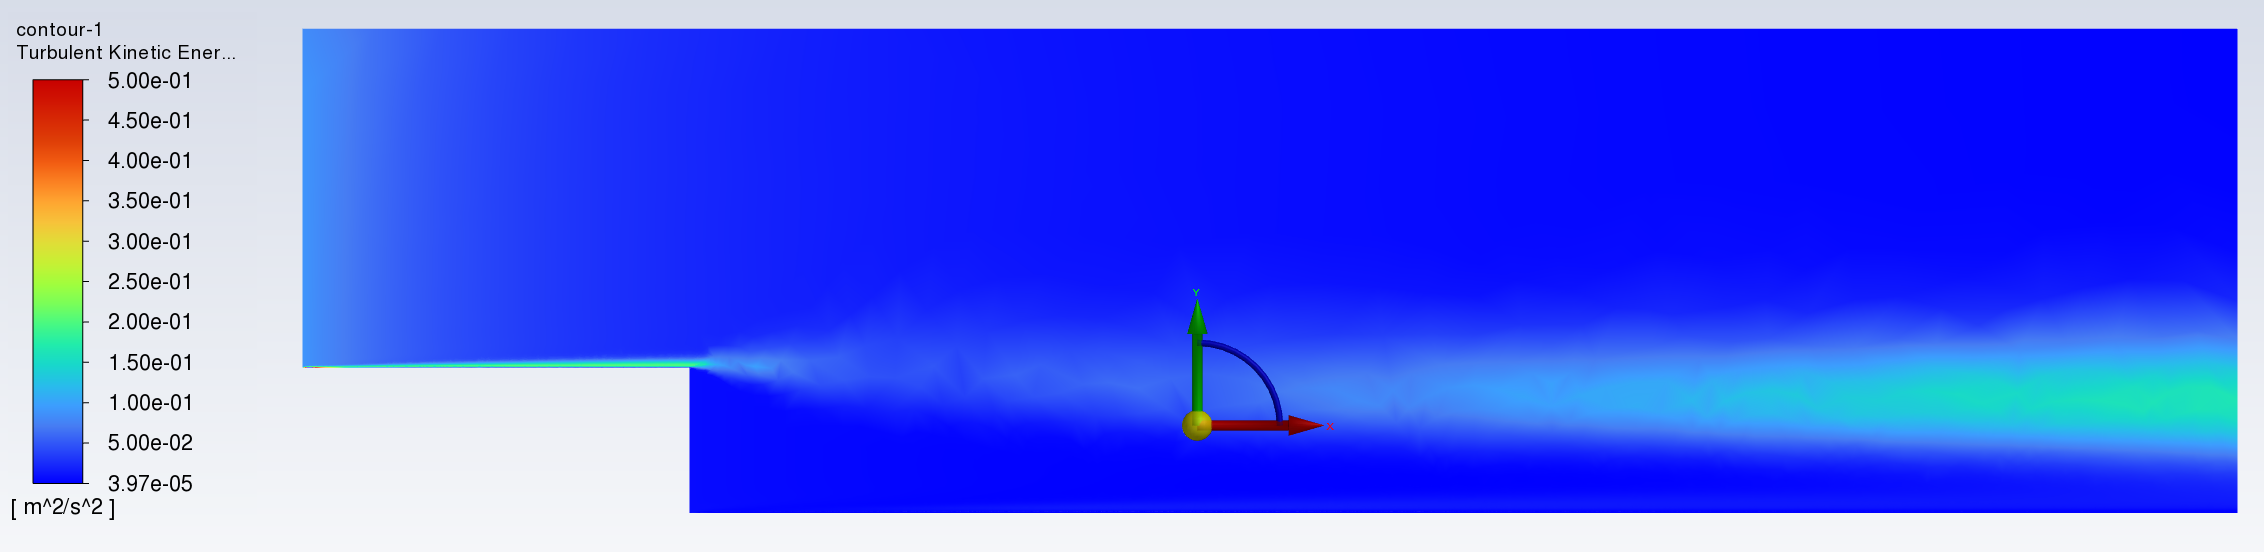 contour-1
Turbulent Kinetic Ener...
5.00e-01
4.50e-01
4.00e-01
3.50e-01
3.00e-01
2.50e-01
2.00e-01
1.50e-01
1.00e-01
5.00e-02
3.97e-05
[ m^2/s^2 ]
Y
X